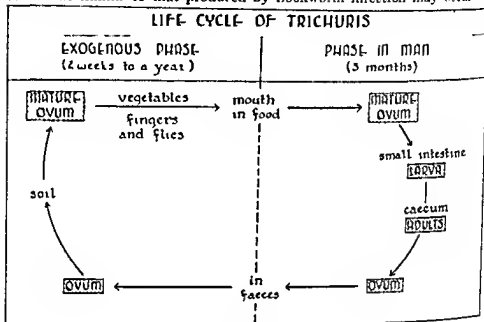 LIFE CYCLE OF TRICHURIS
EXOGENOUS PHASE
(2 weeks to a year)
PHASE IN MAN
(3 months)
MATURE
OVUM
vegetables
fingers
and flies
mouth
in food
MATURE
OVUM
small intestine
LARVA
caecum
ADULTS
OVUM
in
faeces
OVUM
soil